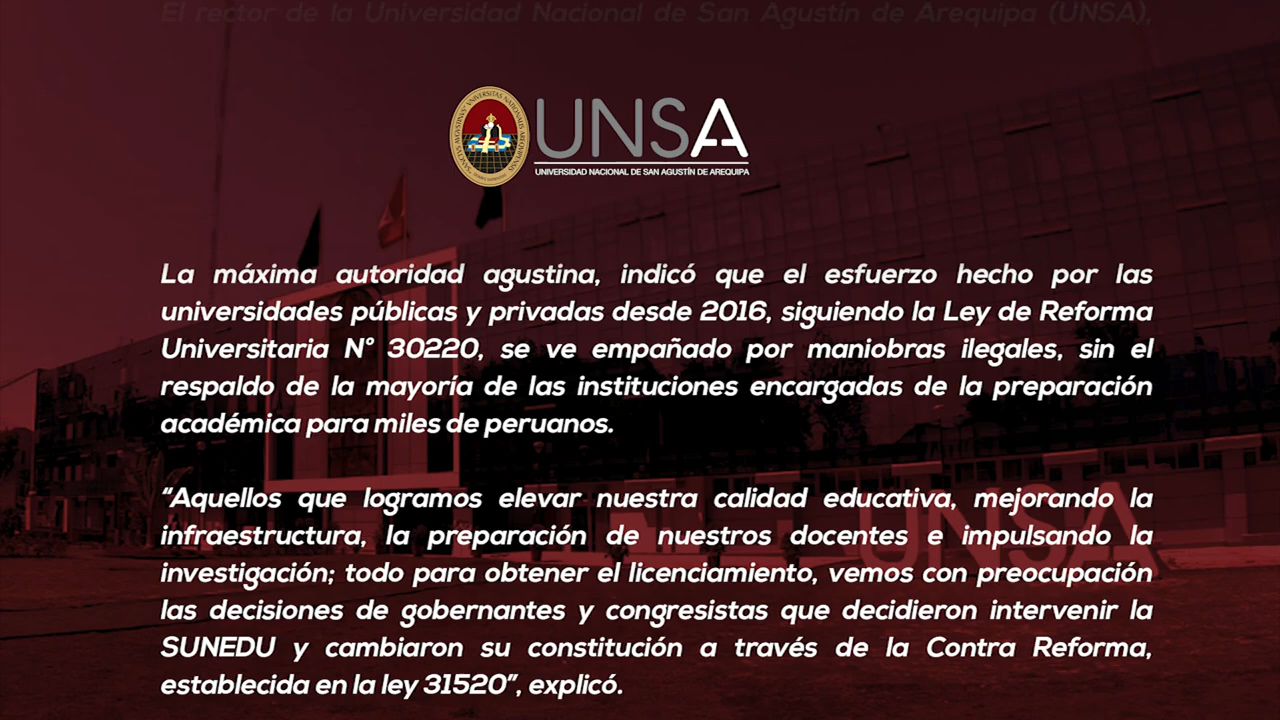 El rector de la Universidad Nacional de San Agustín de Arequipa (UNSA),
UNSA
UNIVERSIDAD NACIONAL DE SAN AGUSTÍN DE AREQUIPA
La máxima autoridad agustina, indicó que el esfuerzo hecho por las
universidades públicas y privadas desde 2016, siguiendo la Ley de Reforma
Universitaria N° 30220, se ve empañado por maniobras ilegales, sin el
respaldo de la mayoría de las instituciones encargadas de la preparación
académica para miles de peruanos.
“Aquellos que logramos elevar nuestra calidad educativa, mejorando la
infraestructura, la preparación de nuestros docentes e impulsando la
investigación; todo para obtener el licenciamiento, vemos con preocupación
las decisiones de gobernantes y congresistas que decidieron intervenir la
SUNEDU y cambiaron su constitución a través de la Contra Reforma,
establecida en la ley 31520”, explicó.
UNSA